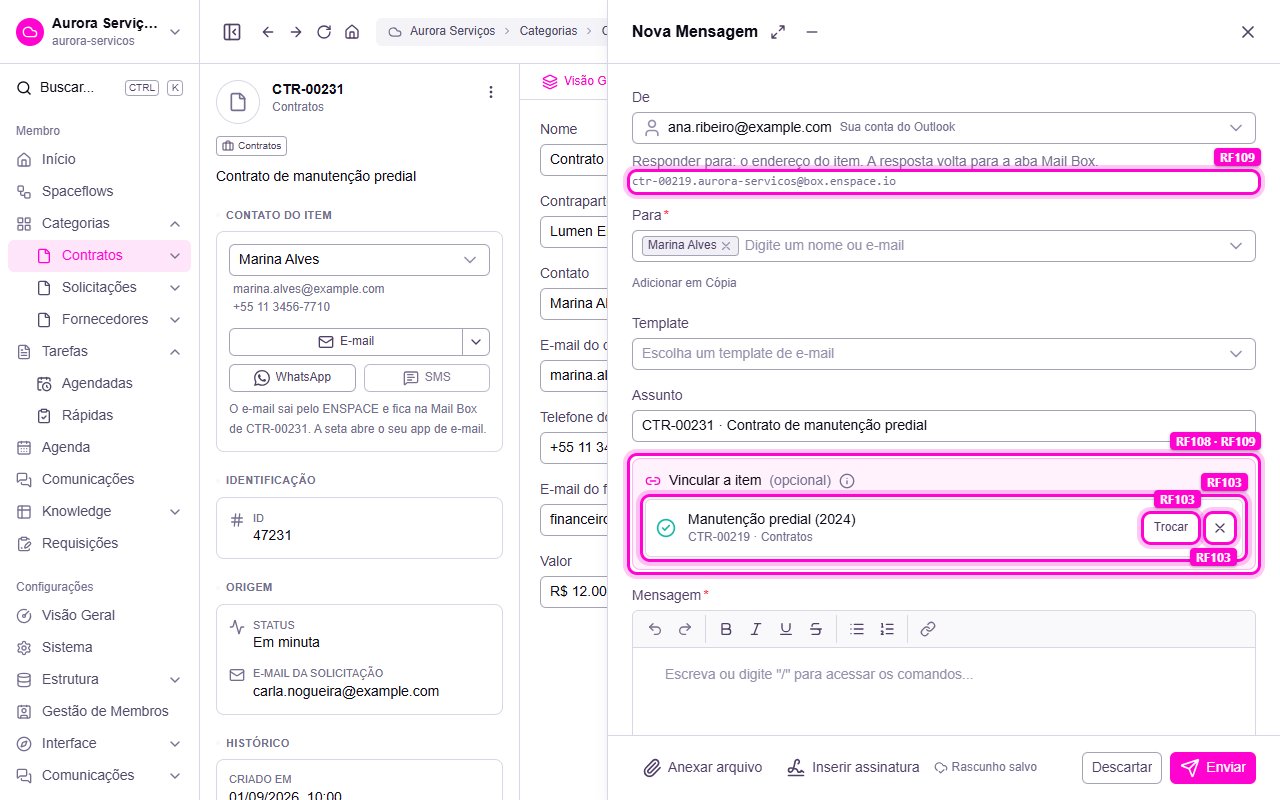 Aurora Serviç...
aurora-servicos
Buscar...
CTRL K
Membro
Início
Spaceflows
Categorias
Contratos
Solicitações
Fornecedores
Tarefas
Agendadas
Rápidas
Agenda
Comunicações
Knowledge
Requisições
Configurações
Visão Geral
Sistema
Estrutura
Gestão de Membros
Interface
Comunicações
Aurora Serviços > Categorias > C
CTR-00231
Contratos
Contratos
Contrato de manutenção predial
CONTATO DO ITEM
Marina Alves
marina.alves@example.com
+55 11 3456-7710
E-mail
WhatsApp
SMS
O e-mail sai pelo ENSPACE e fica na Mail Box
de CTR-00231. A seta abre o seu app de e-mail.
IDENTIFICAÇÃO
ID
47231
ORIGEM
STATUS
Em minuta
E-MAIL DA SOLICITAÇÃO
carla.nogueira@example.com
HISTÓRICO
CRIADO EM
01/09/2026, 10:00
Visão G
Nome
Contrato
Contrapart
Lumen E
Contato
Marina Al
E-mail do c
marina.al
Telefone do
+55 11 34
E-mail do f
financeiro
Valor
R$ 12.00
Nova Mensagem
De
ana.ribeiro@example.com Sua conta do Outlook
Responder para: o endereço do item. A resposta volta para a aba Mail Box.
RF109
ctr-00219.aurora-servicos@box.enspace.io
Para*
Marina Alves Digite um nome ou e-mail
Adicionar em Cópia
Template
Escolha um template de e-mail
Assunto
CTR-00231 · Contrato de manutenção predial
RF108 · RF109
Vincular a item (opcional)
RF103
RF103
Manutenção predial (2024)
CTR-00219 · Contratos
Trocar
RF103
Mensagem*
Escreva ou digite "/" para acessar os comandos...
Anexar arquivo
Inserir assinatura
Rascunho salvo
Descartar
Enviar